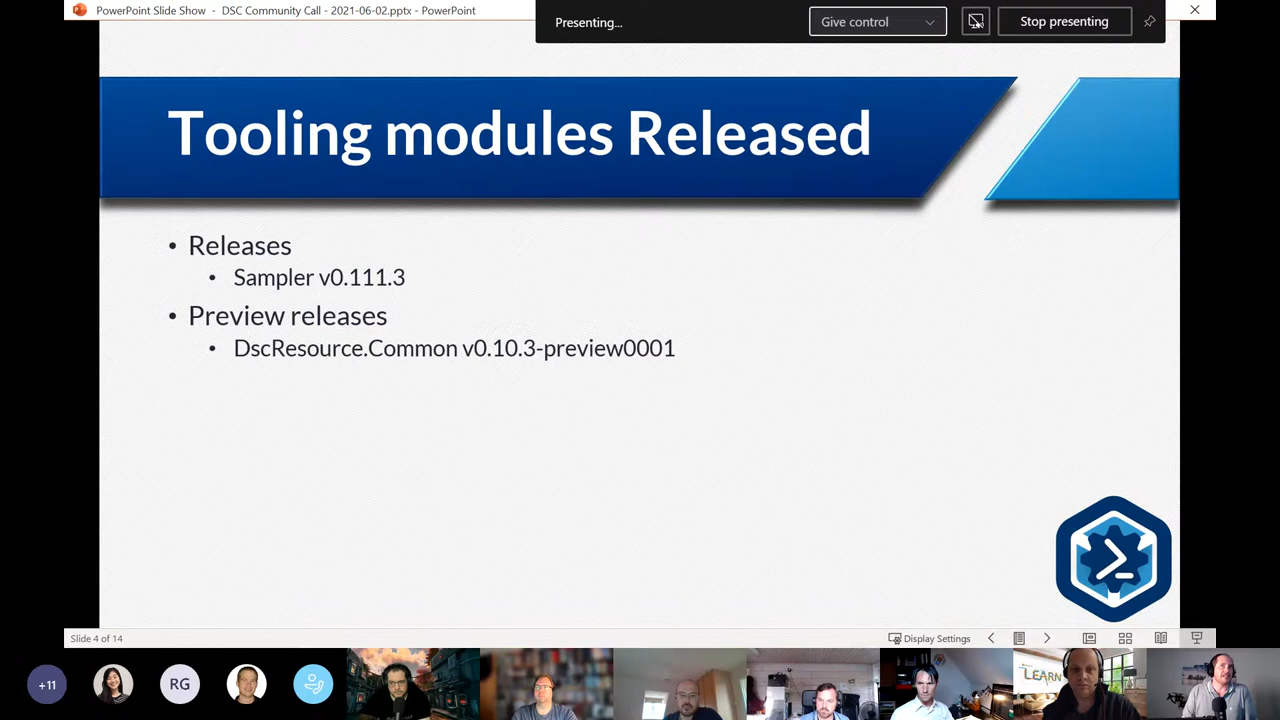 PowerPoint Slide Show - DSC Community Call - 2021-06-02.pptx - PowerPoint
Presenting...
Give control
Stop presenting
Tooling modules Released
• Releases
• Sampler v0.111.3
• Preview releases
• DscResource.Common v0.10.3-preview0001
Slide 4 of 14
Display Settings
+11
RG
LEARN